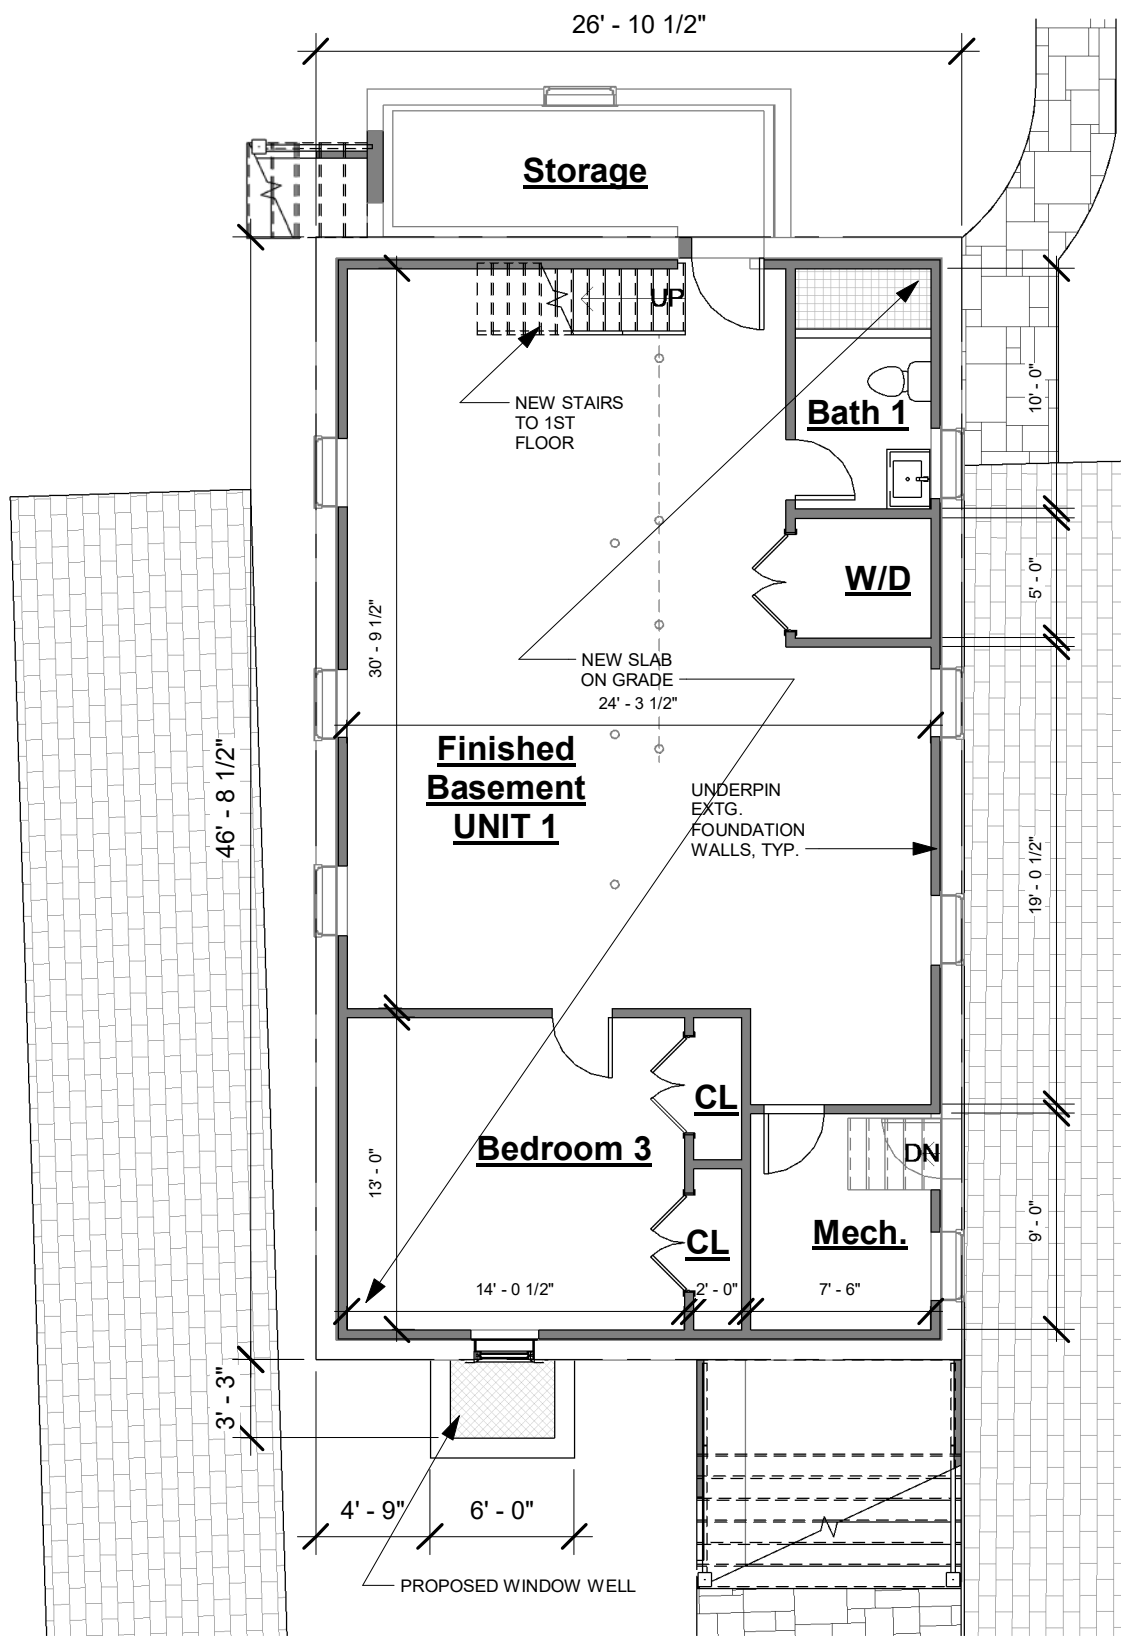 26' - 10 1/2"
Storage
UP
NEW STAIRS
TO 1ST
FLOOR
Bath 1
10' - 0"
W/D
5' - 0"
30' - 9 1/2"
NEW SLAB
ON GRADE
24' - 3 1/2"
Finished
Basement
UNIT 1
46' - 8 1/2"
UNDERPIN
EXTG.
FOUNDATION
WALLS, TYP.
19' - 0 1/2"
CL
Bedroom 3
13' - 0"
DN
CL
Mech.
9' - 0"
14' - 0 1/2"
2' - 0"
7' - 6"
3' - 3"
4' - 9"
6' - 0"
PROPOSED WINDOW WELL